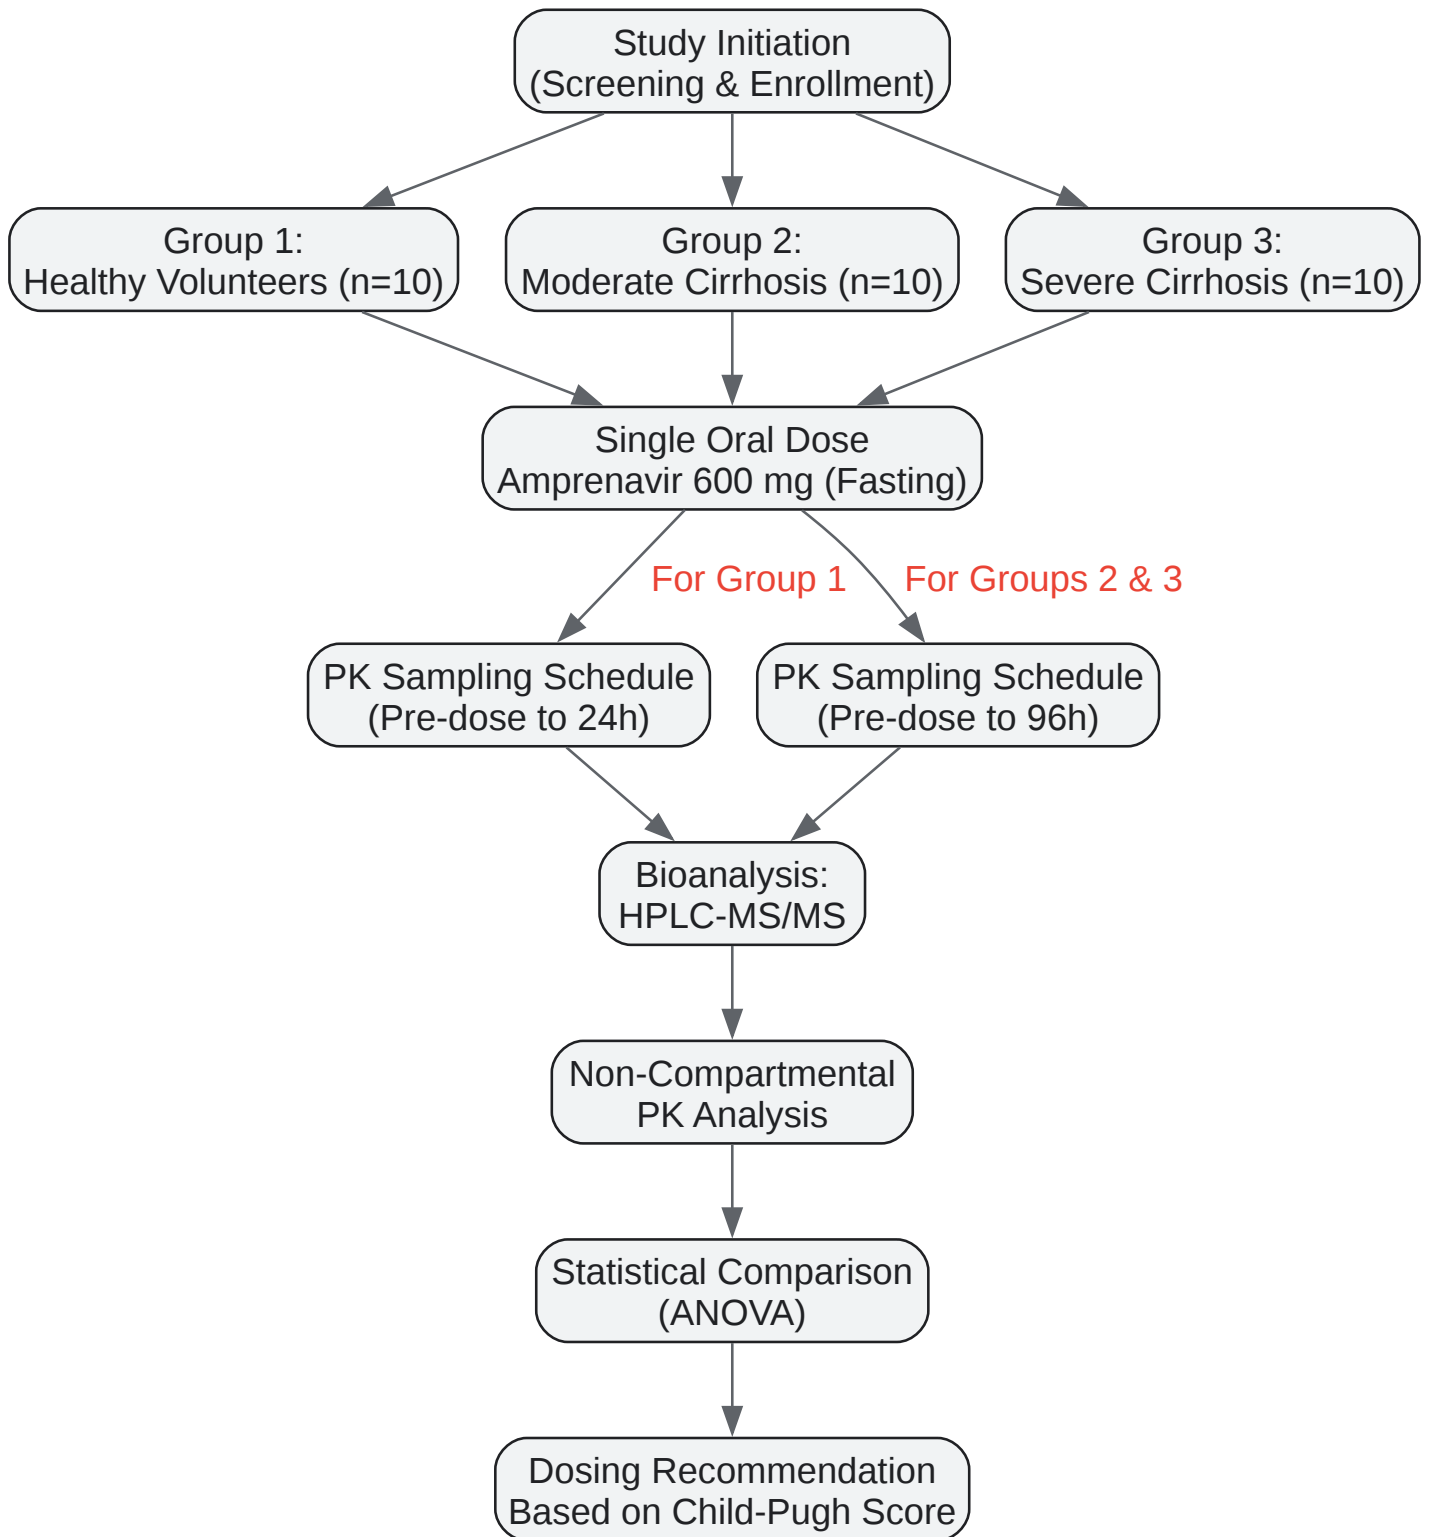 Study Initiation
(Screening & Enrollment)
Group 1:
Healthy Volunteers (n=10)
Group 2:
Moderate Cirrhosis (n=10)
Group 3:
Severe Cirrhosis (n=10)
Single Oral Dose
Amprenavir 600 mg (Fasting)
For Group 1
For Groups 2 & 3
PK Sampling Schedule
(Pre-dose to 24h)
PK Sampling Schedule
(Pre-dose to 96h)
Bioanalysis:
HPLC-MS/MS
Non-Compartmental
PK Analysis
Statistical Comparison
(ANOVA)
Dosing Recommendation
Based on Child-Pugh Score